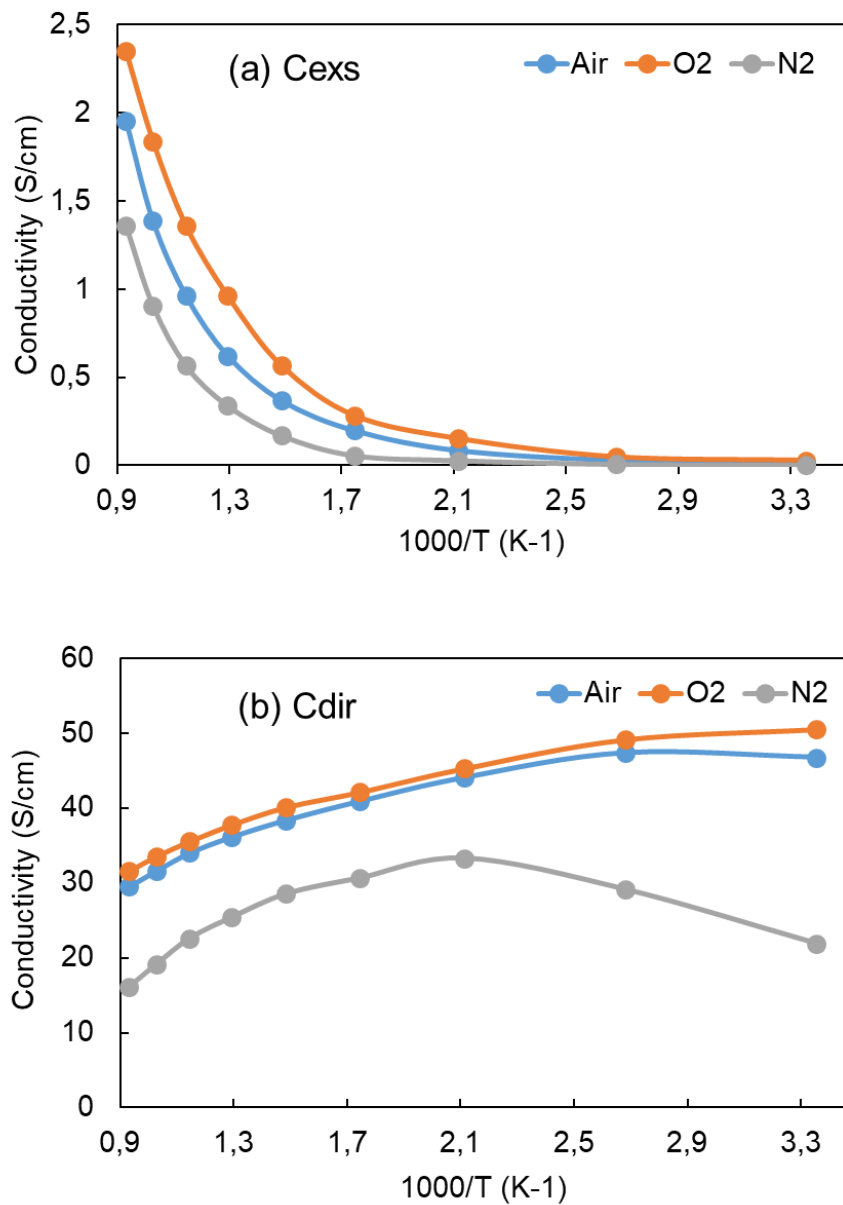 2,5
(a) Cexs
Air O2 N2
2
1,5
1
0,5
0
Conductivity (S/cm)
0,9 1,3 1,7 2,1 2,5 2,9 3,3
1000/T (K-1)
60
(b) Cdir
Air O2 N2
50
40
30
20
10
0
Conductivity (S/cm)
0,9 1,3 1,7 2,1 2,5 2,9 3,3
1000/T (K-1)